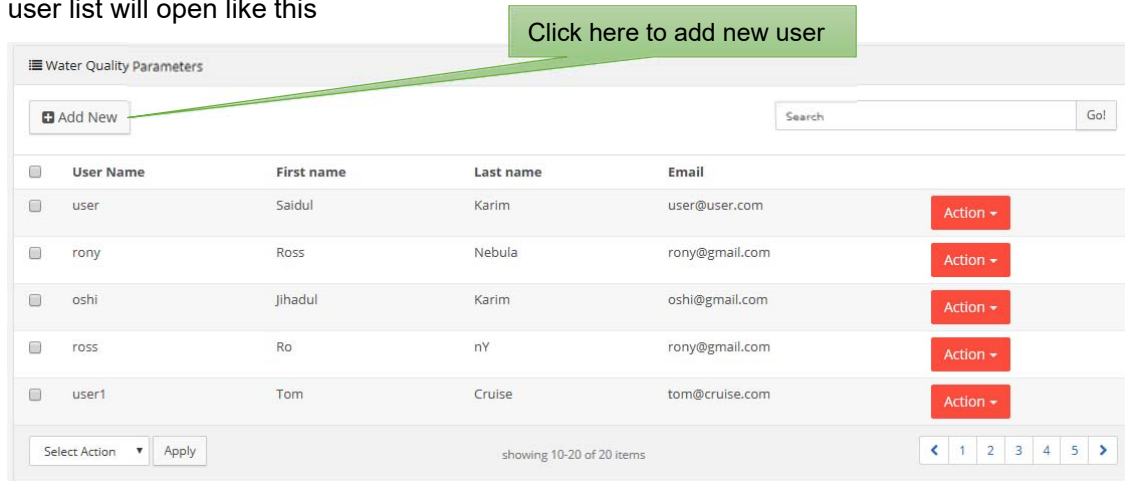 user list will open like this
Click here to add new user
Water Quality Parameters
Add New
Search Go!
User Name First name Last name Email
user Saidul Karim user@user.com Action
rony Ross Nebula rony@gmail.com Action
oshi Jihadul Karim oshi@gmail.com Action
ross Ro nY rony@gmail.com Action
user1 Tom Cruise tom@cruise.com Action
Select Action Apply showing 10-20 of 20 items 1 2 3 4 5